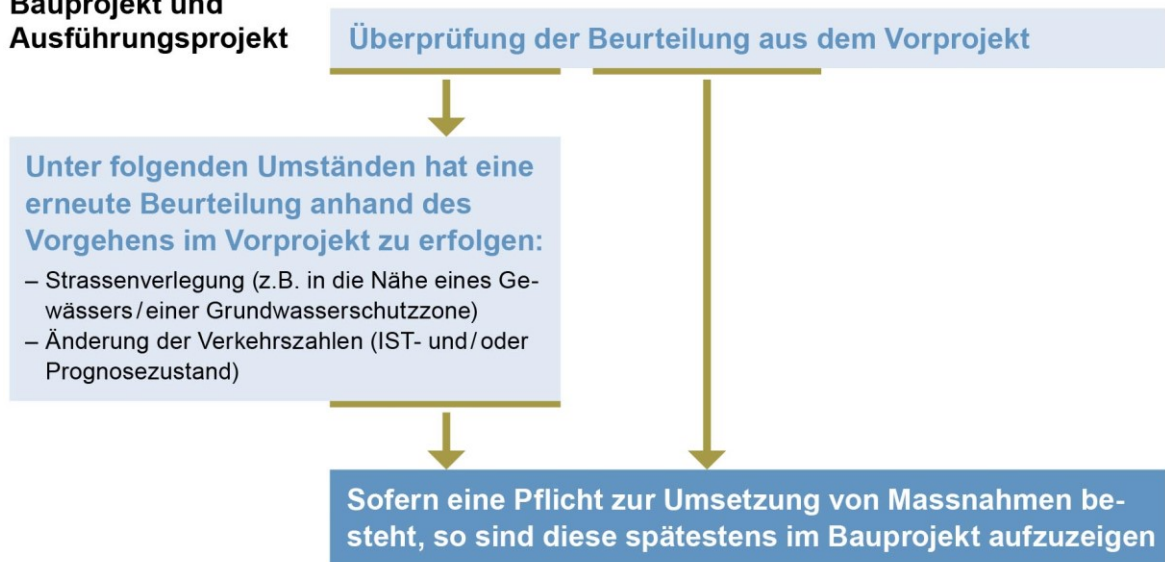 Bauprojekt und
Ausführungsprojekt
Überprüfung der Beurteilung aus dem Vorprojekt
Unter folgenden Umständen hat eine
erneute Beurteilung anhand des
Vorgehens im Vorprojekt zu erfolgen:
– Strassenverlegung (z.B. in die Nähe eines Ge-
wässers/einer Grundwasserschutzzone)
– Änderung der Verkehrszahlen (IST- und/oder
Prognosezustand)
Sofern eine Pflicht zur Umsetzung von Massnahmen be-
steht, so sind diese spätestens im Bauprojekt aufzuzeigen